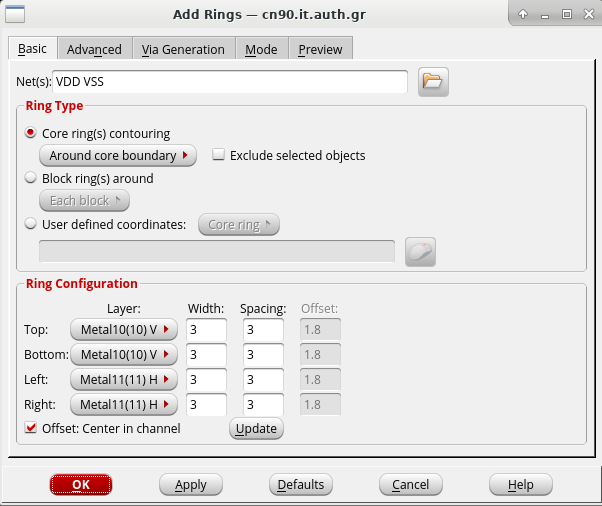 Add Rings — cn90.it.auth.gr
Basic Advanced Via Generation Mode Preview
Net(s): VDD VSS
Ring Type
Core ring(s) contouring
Around core boundary Exclude selected objects
Block ring(s) around
Each block
User defined coordinates: Core ring
Ring Configuration
Layer: Width: Spacing: Offset:
Top: Metal10(10) V 3 3 1.8
Bottom: Metal10(10) V 3 3 1.8
Left: Metal11(11) H 3 3 1.8
Right: Metal11(11) H 3 3 1.8
Offset: Center in channel Update
OK Apply Defaults Cancel Help